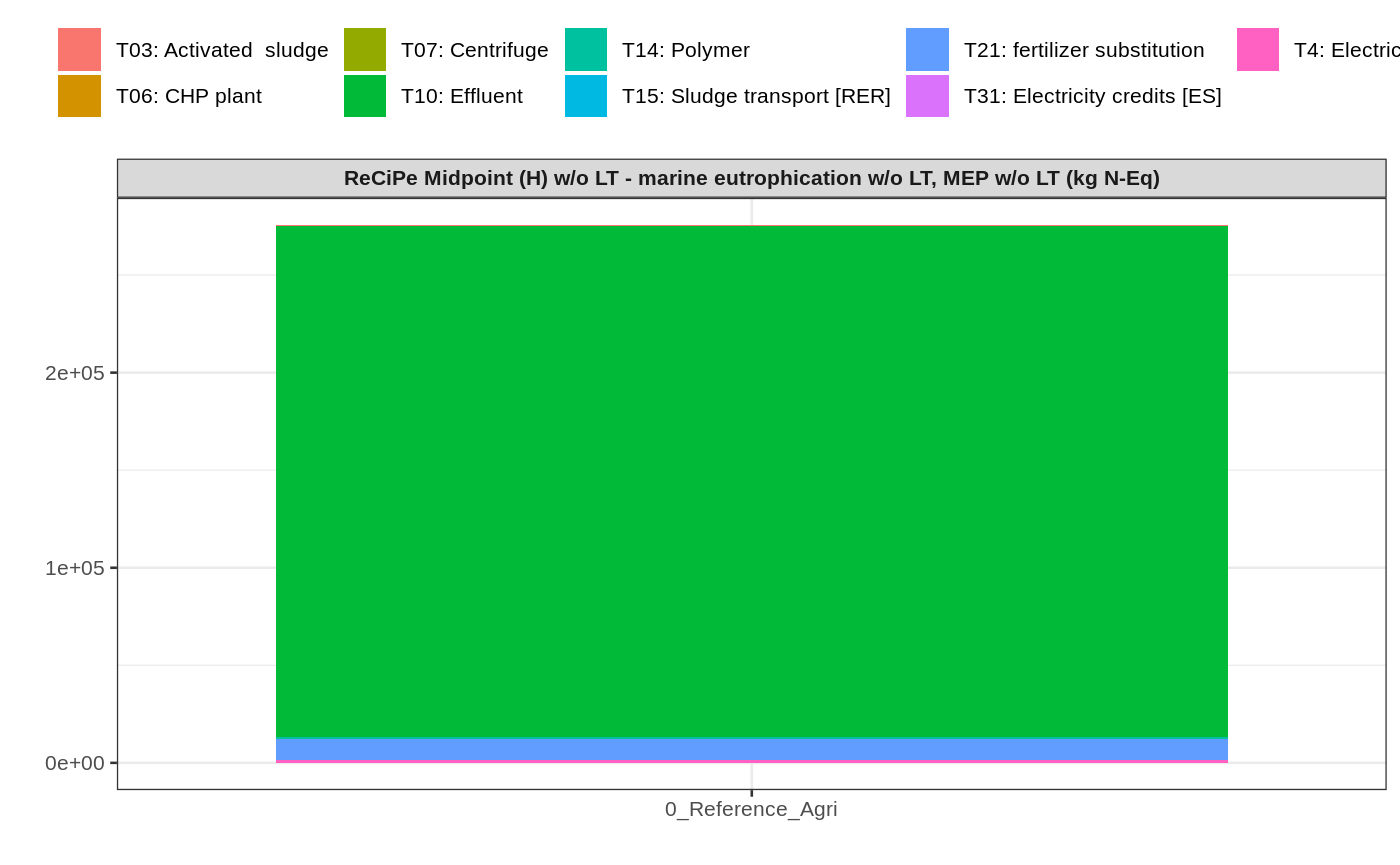 T03: Activated  sludge T07: Centrifuge T14: Polymer T21: fertilizer substitution T4: Electric
T06: CHP plant T10: Effluent T15: Sludge transport [RER] T31: Electricity credits [ES]
ReCiPe Midpoint (H) w/o LT - marine eutrophication w/o LT, MEP w/o LT (kg N-Eq)
2e+05
1e+05
0e+00
0_Reference_Agri